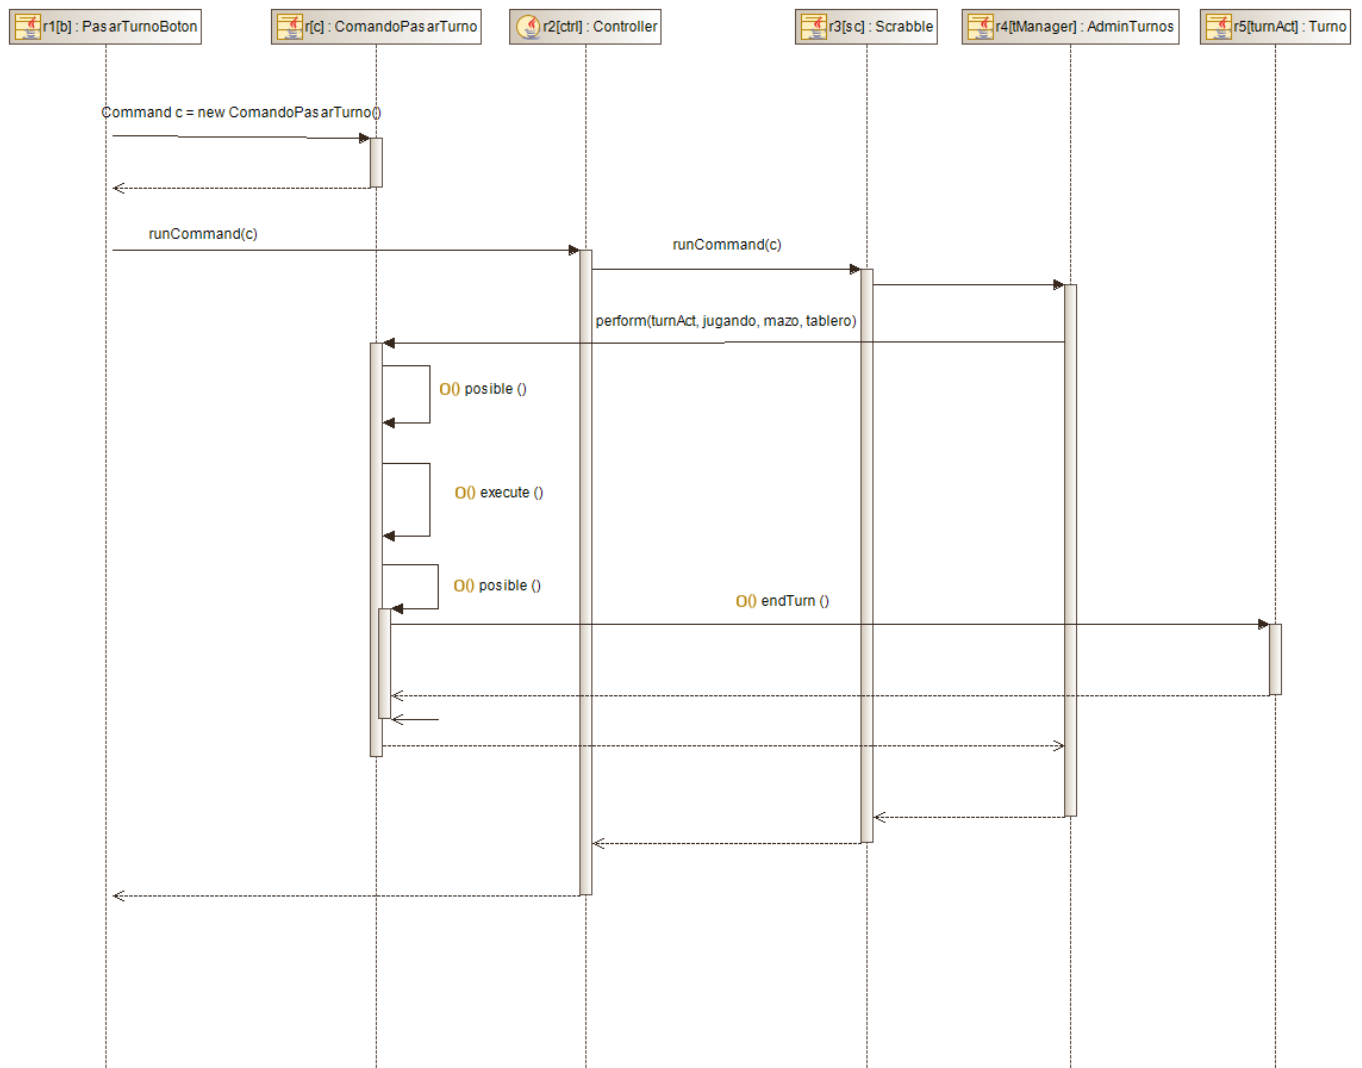 r1[b] : PasarTurnoBoton
r[c] : ComandoPasarTurno
r2[ctrl] : Controller
r3[sc] : Scrabble
r4[tManager] : AdminTurnos
r5[turnAct] : Turno
Command c = new ComandoPasarTurno()
runCommand(c)
runCommand(c)
perform(turnAct, jugando, mazo, tablero)
O() posible ()
O() execute ()
O() posible ()
O() endTurn ()